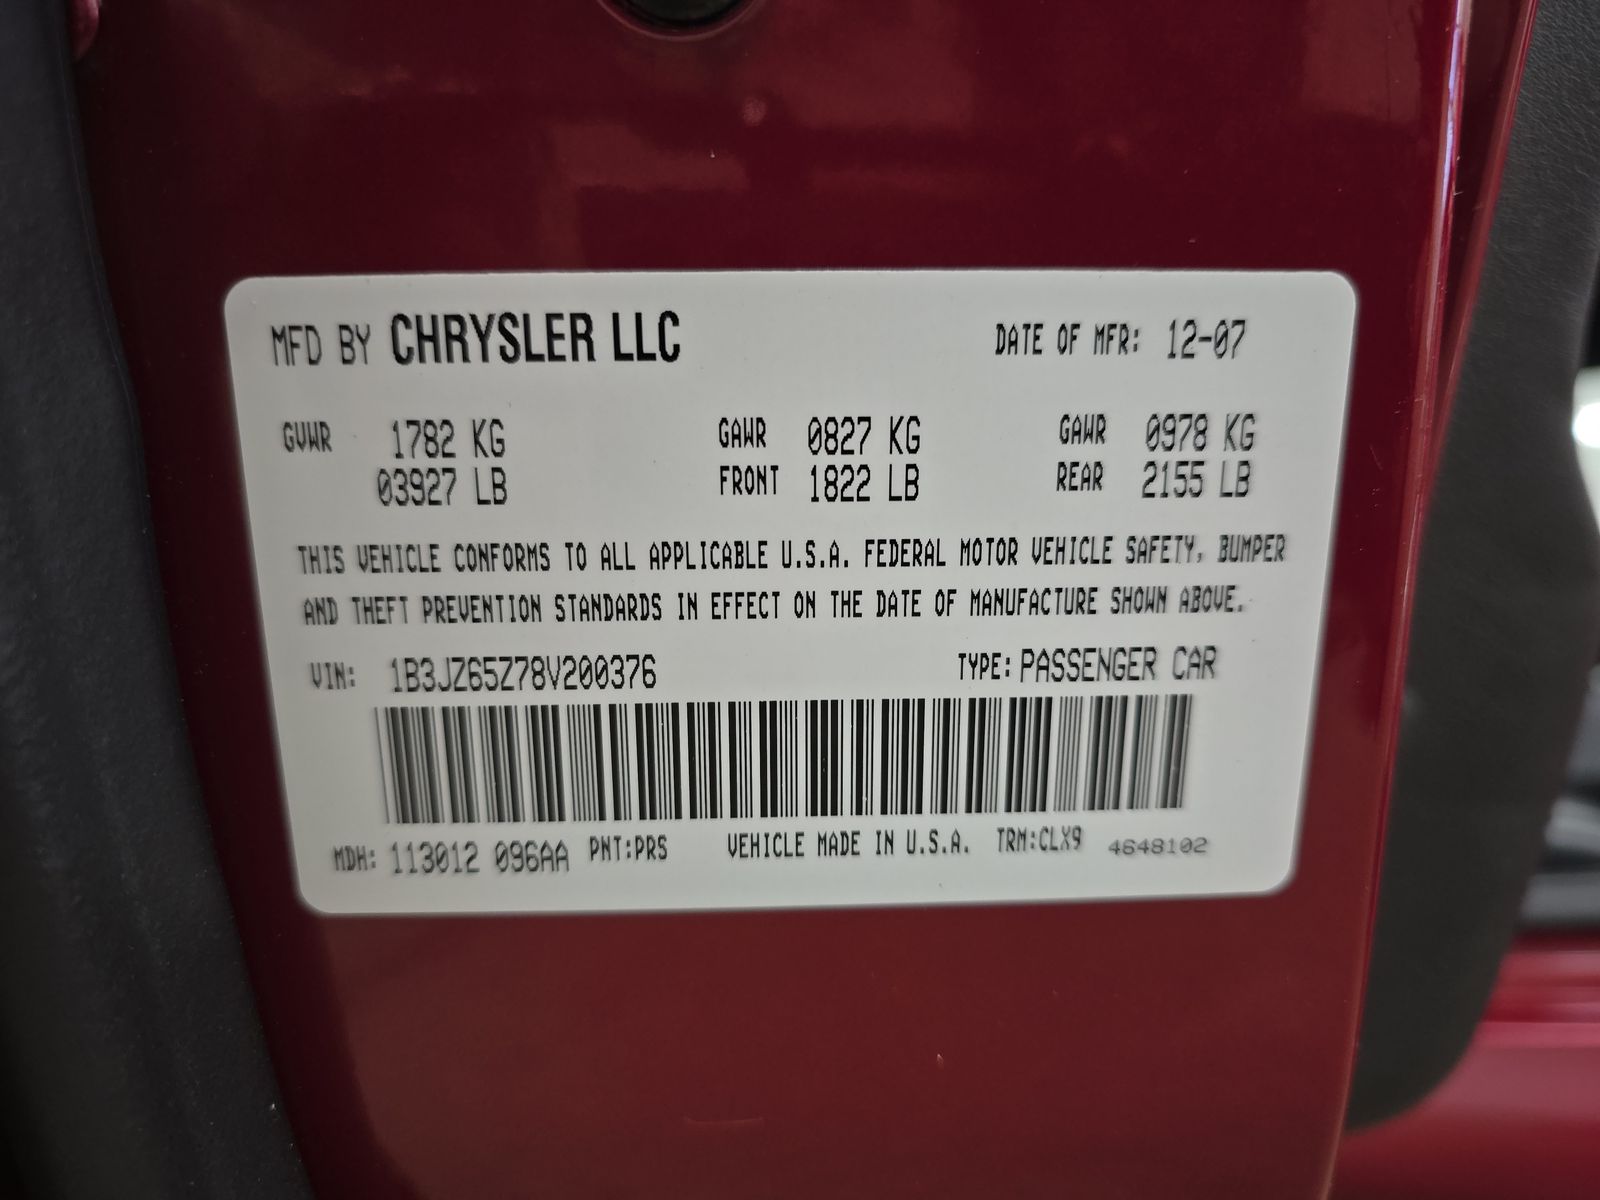 MFD BY CHRYSLER LLC DATE OF MFR: 12-07
GVWR 1782 KG GAWR 0827 KG GAWR 0978 KG
03927 LB FRONT 1822 LB REAR 2155 LB
THIS VEHICLE CONFORMS TO ALL APPLICABLE U.S.A. FEDERAL MOTOR VEHICLE SAFETY, BUMPER
AND THEFT PREVENTION STANDARDS IN EFFECT ON THE DATE OF MANUFACTURE SHOWN ABOVE.
VIN: 1B3JZ65Z78V200376 TYPE: PASSENGER CAR
MDH: 113012 096AA PNT:PRS VEHICLE MADE IN U.S.A. TRM:CLX9 4648102